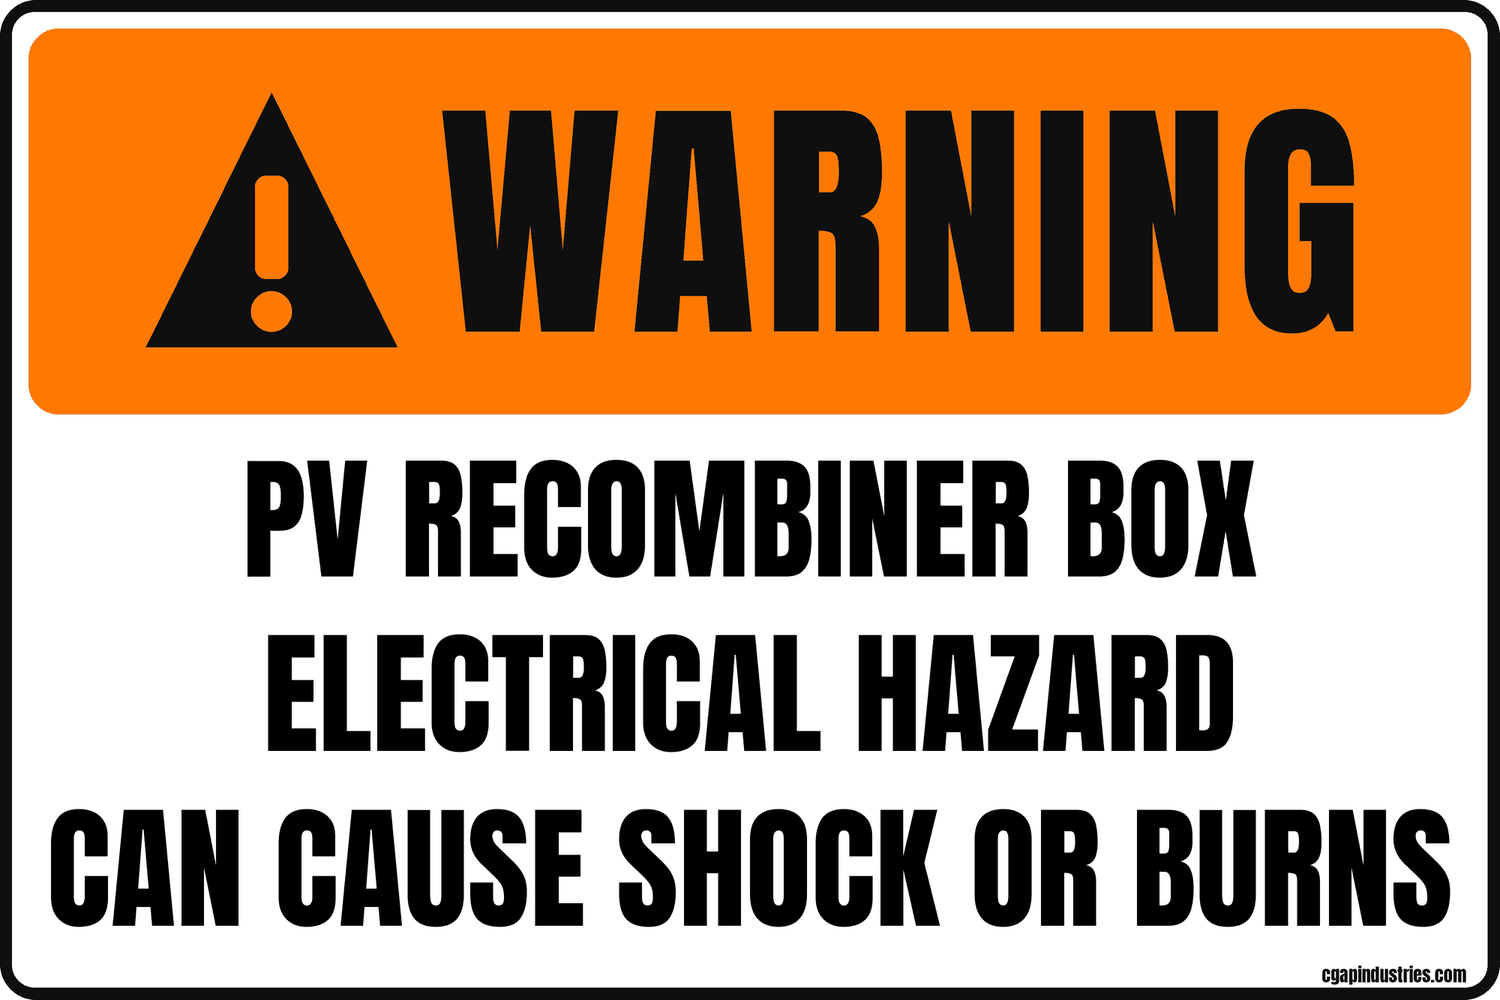 WARNING
PV RECOMBINER BOX
ELECTRICAL HAZARD
CAN CAUSE SHOCK OR BURNS
cgapindustries.com